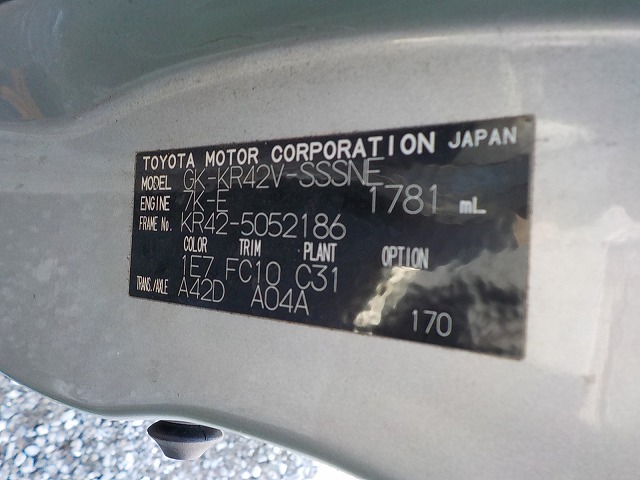 TOYOTA MOTOR CORPORATION JAPAN
MODEL GK-KR42V-SSSNE
ENGINE 7K-E 1781 mL
FRAME No. KR42-5052186
COLOR TRIM PLANT OPTION
1E7 FC10 C31
TRANS./AXLE A42D A04A
170